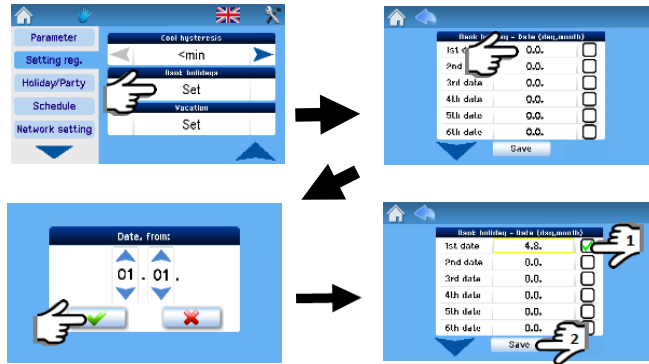 Parameter
Setting reg.
Holiday/Party
Schedule
Network setting
Cool hysteresis
<min
Bank holidays
Set
Vacation
Set
Bank holiday - Date (day,month)
1st 0.0.
2nd 0.0.
3rd date 0.0.
4th date 0.0.
5th date 0.0.
6th date 0.0.
Save
Date, from:
01 . 01 .
Bank holiday - Date (day,month)
1st date 4.8.
2nd date 0.0.
3rd date 0.0.
4th date 0.0.
5th date 0.0.
6th date 0.0.
Save
1
2